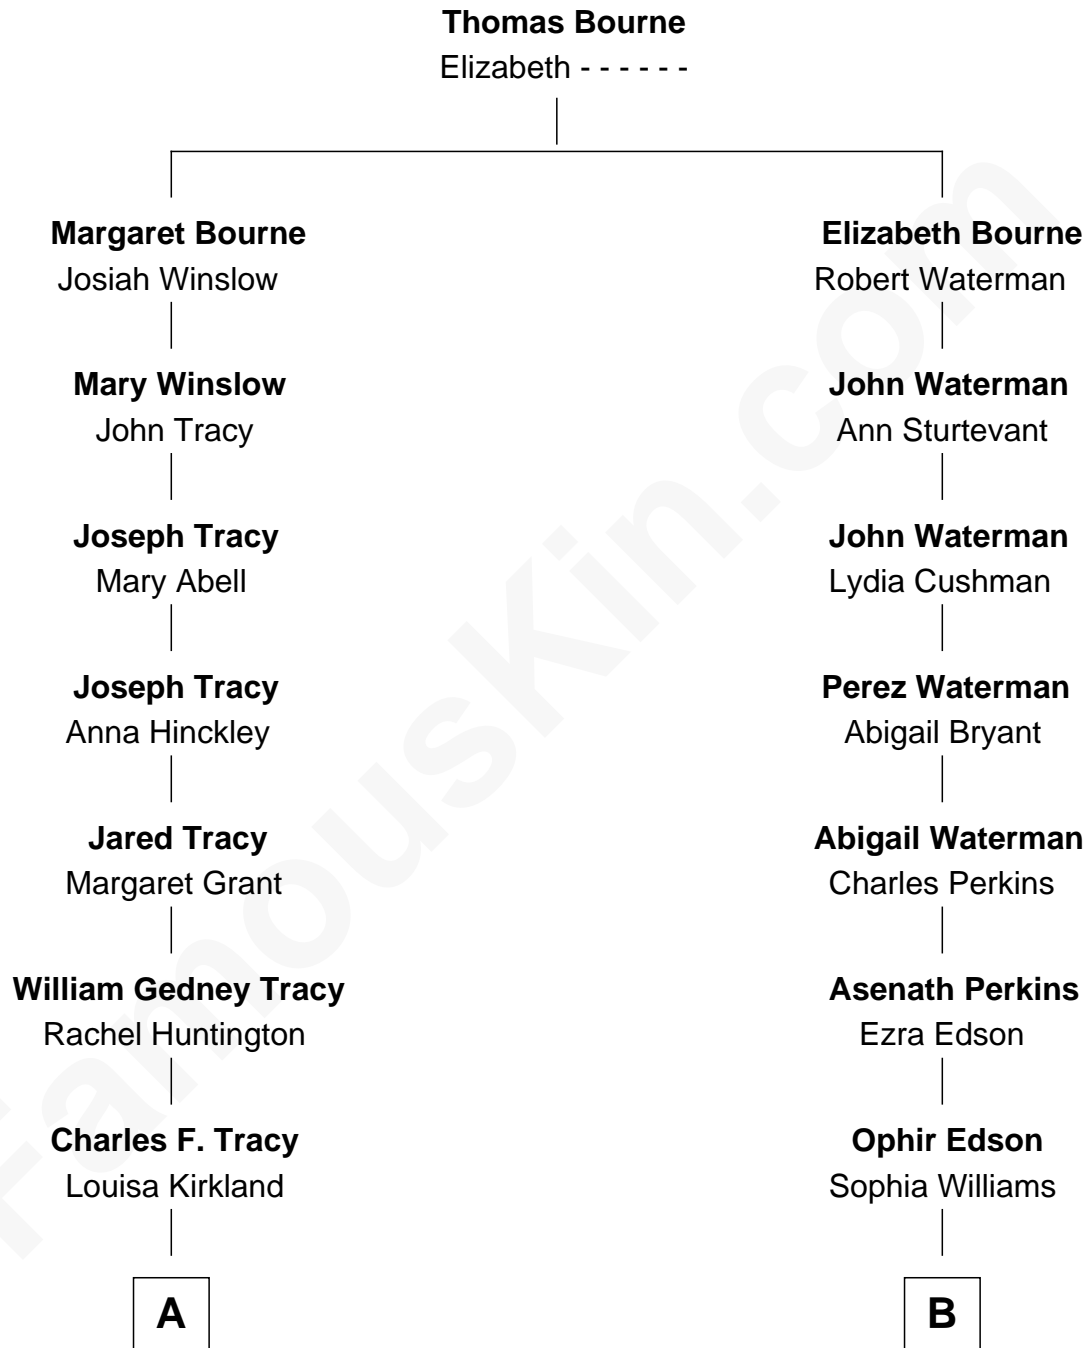 Thomas Bourne
Elizabeth - - - - - -
Margaret Bourne
Josiah Winslow
Elizabeth Bourne
Robert Waterman
Mary Winslow
John Tracy
John Waterman
Ann Sturtevant
Joseph Tracy
Mary Abell
John Waterman
Lydia Cushman
Joseph Tracy
Anna Hinckley
Perez Waterman
Abigail Bryant
Jared Tracy
Margaret Grant
Abigail Waterman
Charles Perkins
William Gedney Tracy
Rachel Huntington
Asenath Perkins
Ezra Edson
Charles F. Tracy
Louisa Kirkland
Ophir Edson
Sophia Williams
A
B
FamousKin.com